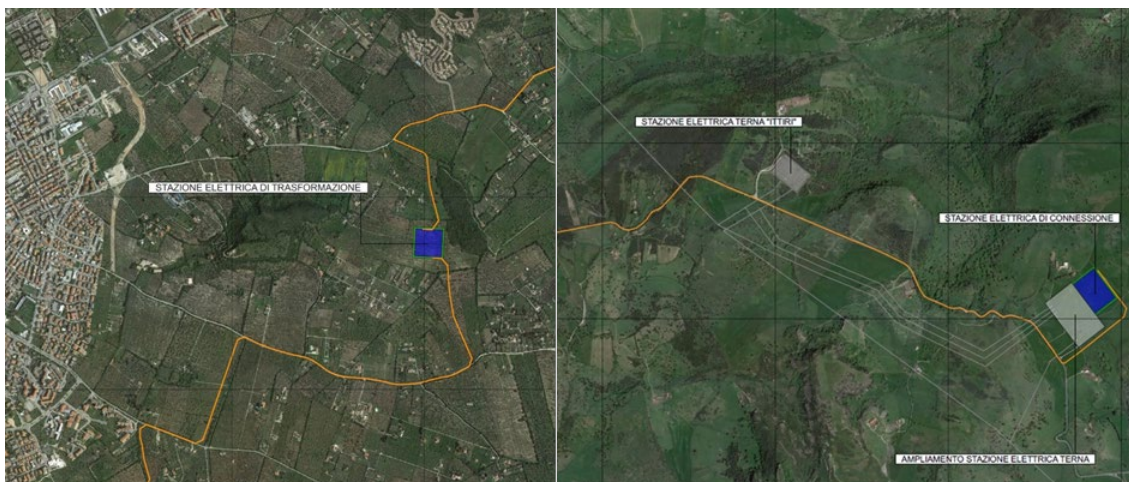 STAZIONE ELETTRICA DI TRASFORMAZIONE
STAZIONE ELETTRICA TERNA "ITTIRI"
STAZIONE ELETTRICA DI CONNESSIONE
AMPLIAMENTO STAZIONE ELETTRICA TERNA